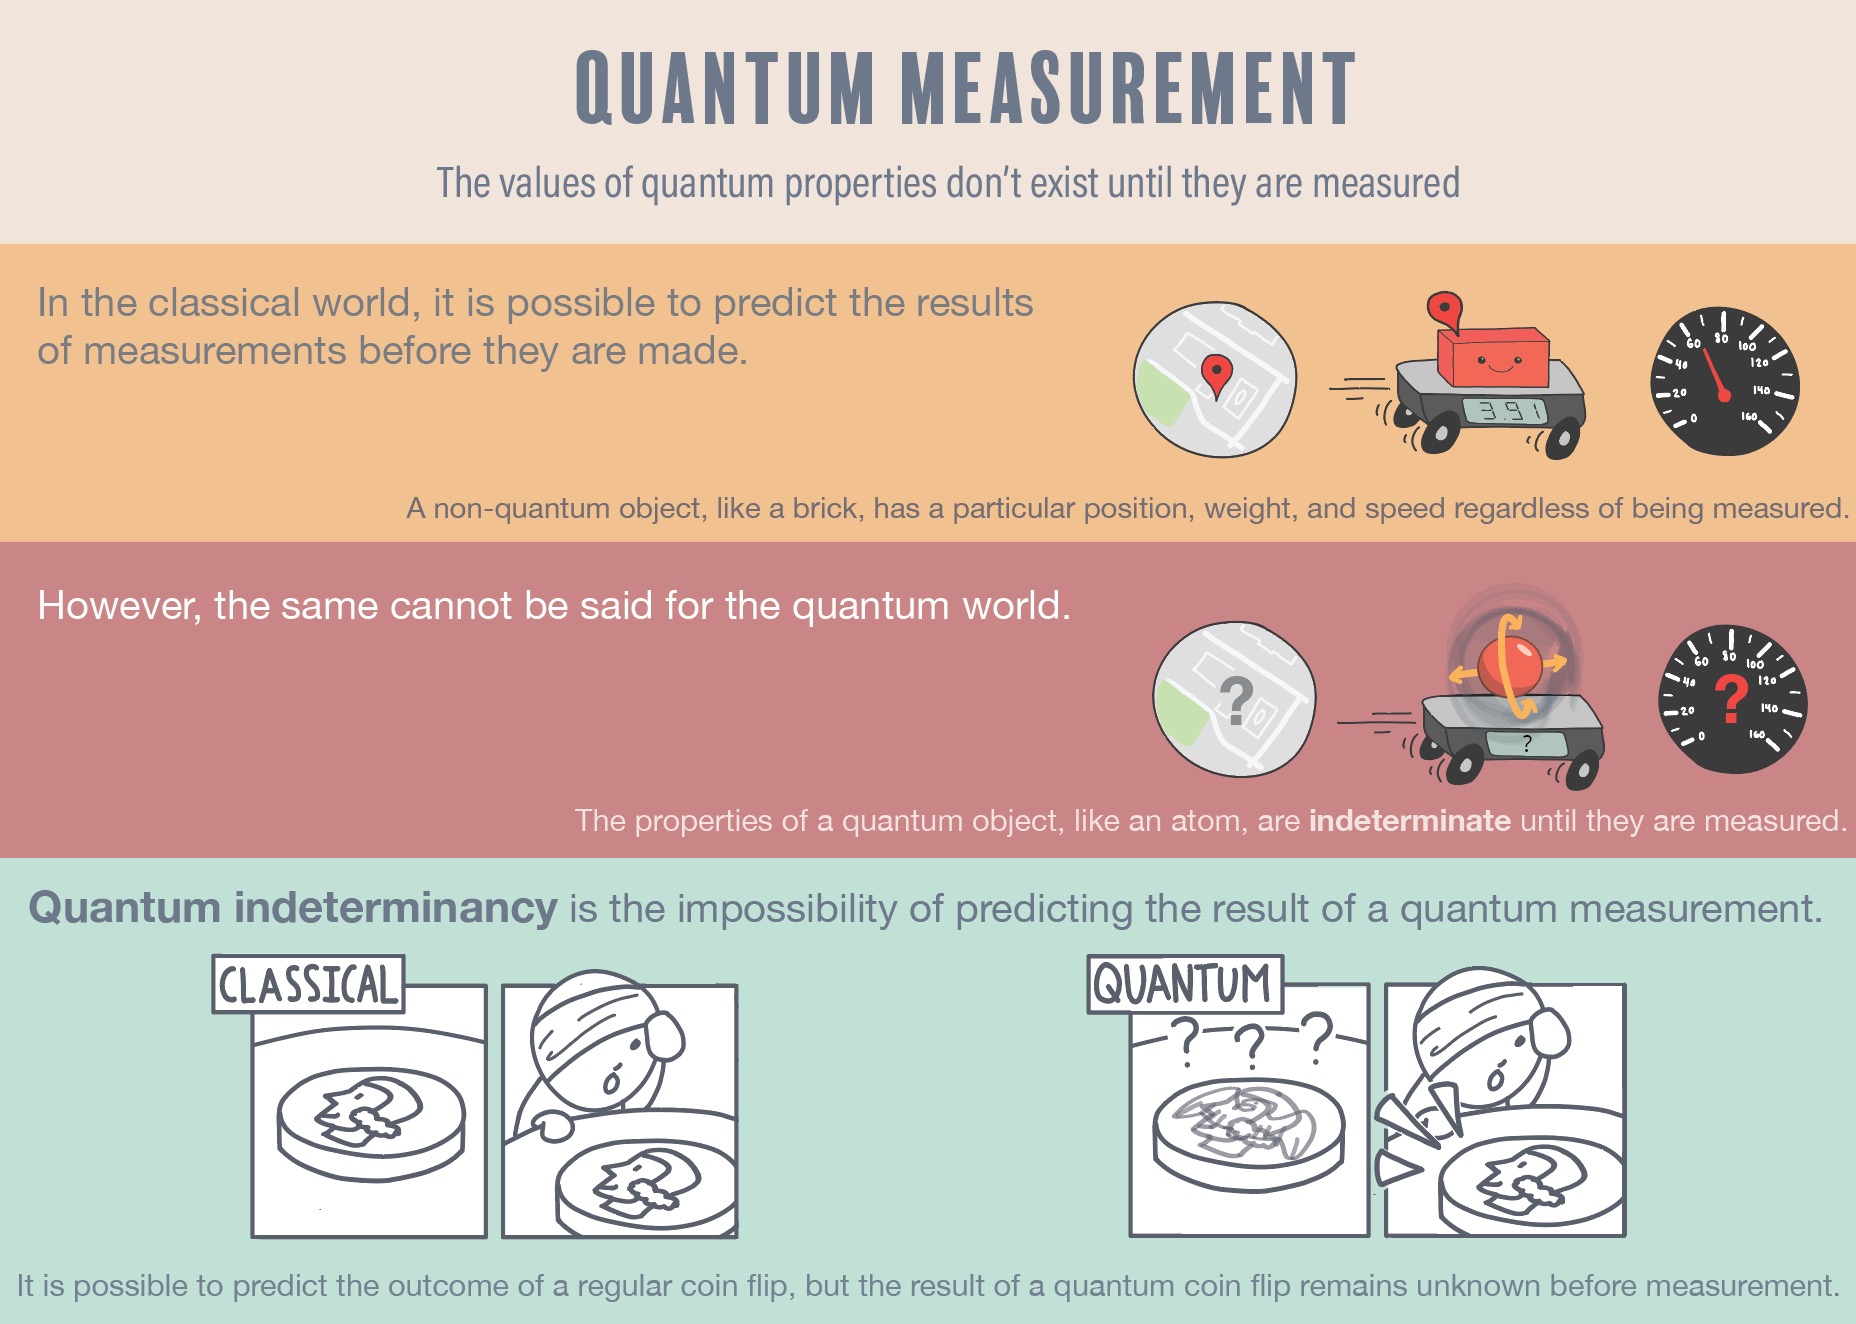 QUANTUM MEASUREMENT
The values of quantum properties don't exist until they are measured
In the classical world, it is possible to predict the results
of measurements before they are made.
3.91
0 20 40 60 80 100 120 140 160
A non-quantum object, like a brick, has a particular position, weight, and speed regardless of being measured.
However, the same cannot be said for the quantum world.
?
?
0 20 40 60 80 100 120 140 160
?
The properties of a quantum object, like an atom, are indeterminate until they are measured.
Quantum indeterminancy is the impossibility of predicting the result of a quantum measurement.
CLASSICAL
QUANTUM
? ? ?
It is possible to predict the outcome of a regular coin flip, but the result of a quantum coin flip remains unknown before measurement.